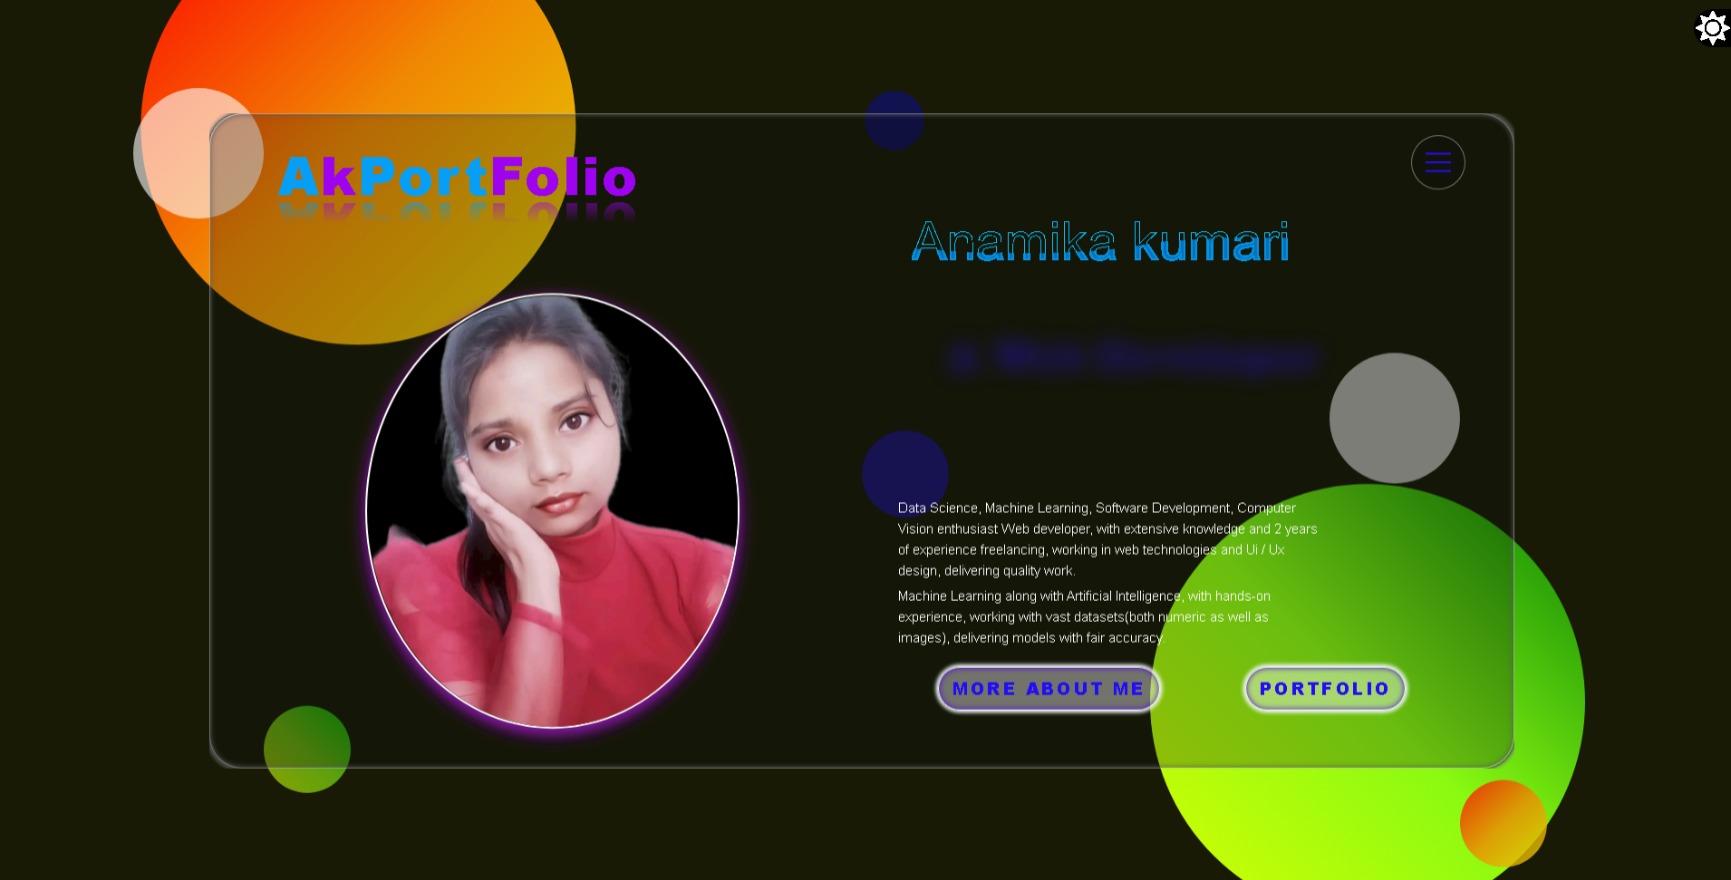 AkPortFolio
Anamika kumari
a Web Developer
Data Science, Machine Learning, Software Development, Computer
Vision enthusiast Web developer, with extensive knowledge and 2 years
of experience freelancing, working in web technologies and Ui / Ux
design, delivering quality work.
Machine Learning along with Artificial Intelligence, with hands-on
experience, working with vast datasets(both numeric as well as
images), delivering models with fair accuracy.
MORE ABOUT ME
PORTFOLIO